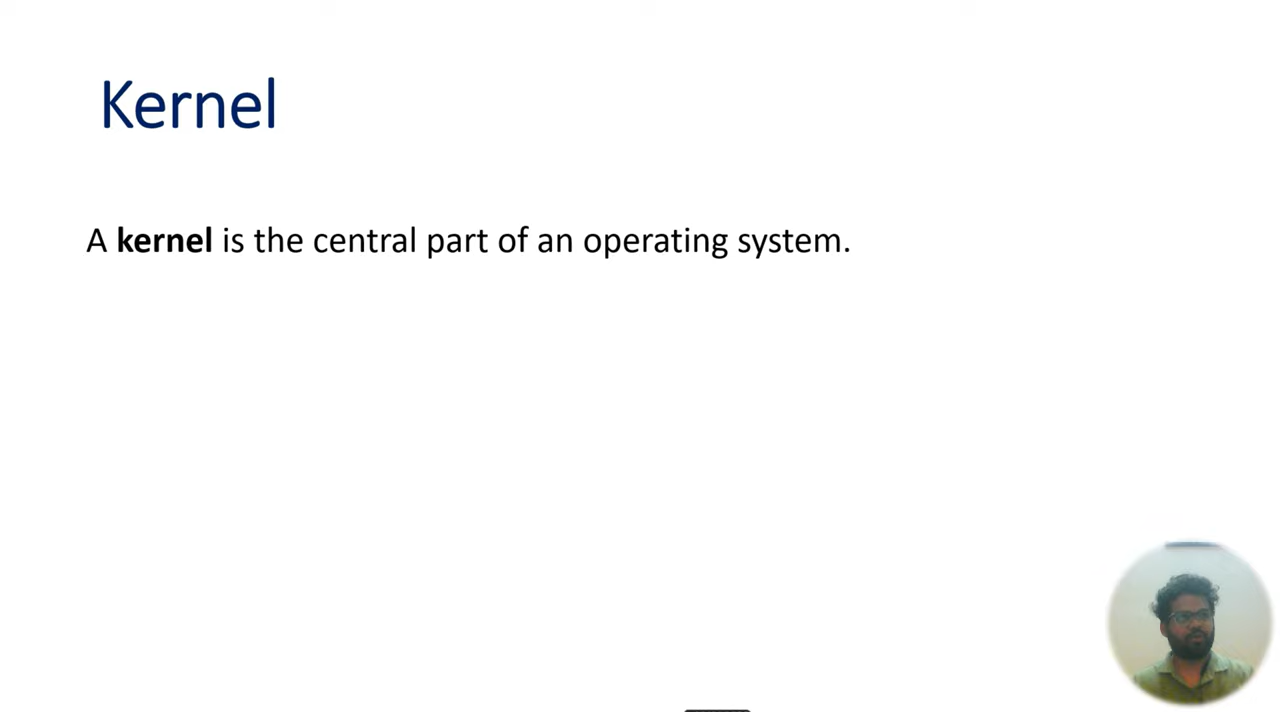 Kernel
A kernel is the central part of an operating system.